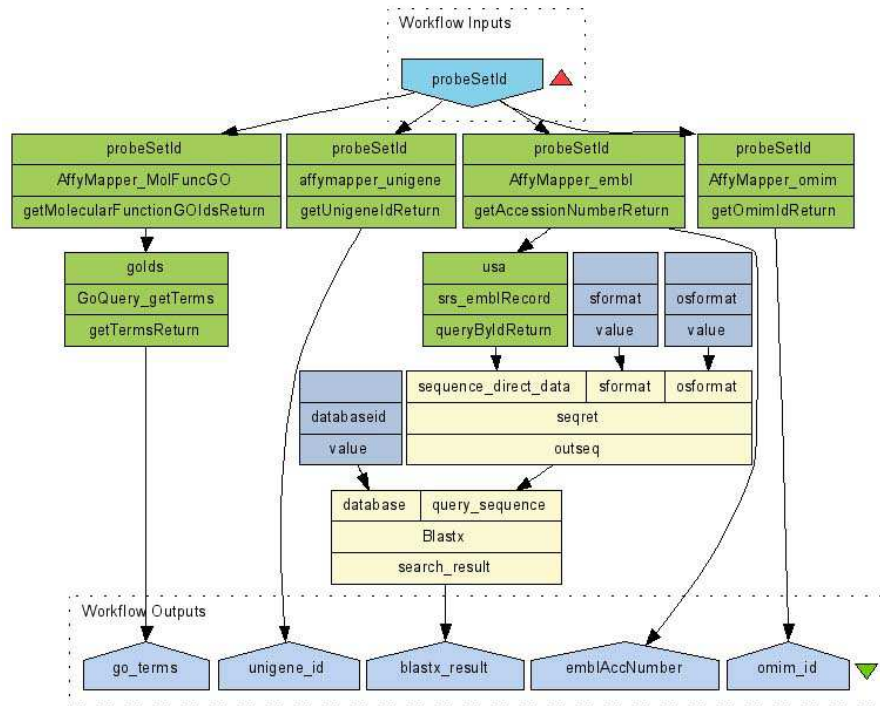 Workflow Inputs
probeSetId
probeSetId
AffyMapper_MolFuncGO
getMolecularFunctionGOIdsReturn
probeSetId
affymapper_unigene
getUnigeneIdReturn
probeSetId
AffyMapper_embl
getAccessionNumberReturn
probeSetId
AffyMapper_omim
getOmimIdReturn
goIds
GoQuery_getTerms
getTermsReturn
usa
srs_emblRecord
queryByIdReturn
sformat
value
osformat
value
databaseid
value
sequence_direct_data sformat osformat
seqret
outseq
database query_sequence
Blastx
search_result
Workflow Outputs
go_terms unigene_id blastx_result emblAccNumber omim_id